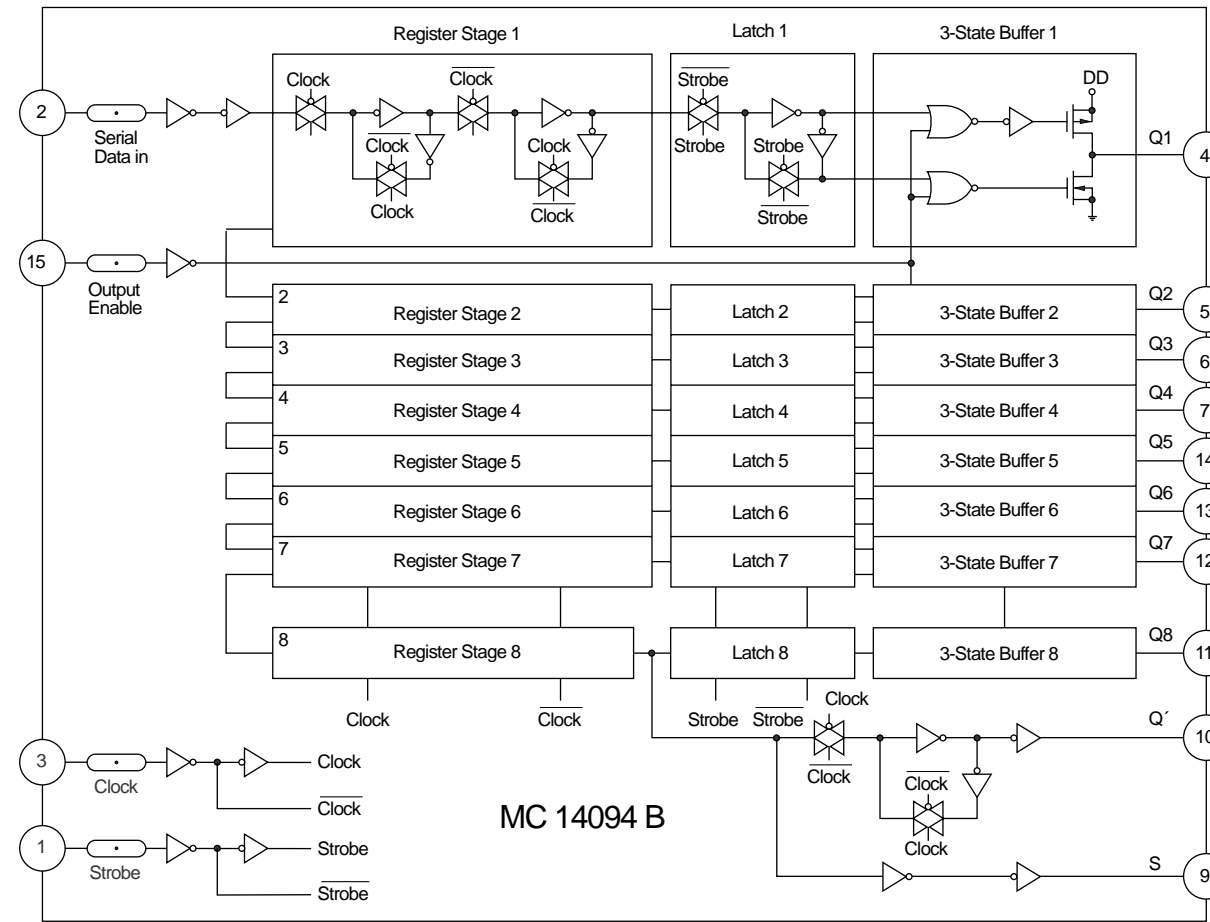 Register Stage 1
Latch 1
3-State Buffer 1
Clock
Clock
Strobe
DD
2
Serial
Data in
Clock
Clock
Clock
Clock
Strobe
Strobe
Strobe
Q1
4
15
Output
Enable
2
Register Stage 2
Latch 2
3-State Buffer 2
Q2
5
3
Register Stage 3
Latch 3
3-State Buffer 3
Q3
6
4
Register Stage 4
Latch 4
3-State Buffer 4
Q4
7
5
Register Stage 5
Latch 5
3-State Buffer 5
Q5
14
6
Register Stage 6
Latch 6
3-State Buffer 6
Q6
13
7
Register Stage 7
Latch 7
3-State Buffer 7
Q7
12
8
Register Stage 8
Latch 8
3-State Buffer 8
Q8
11
Clock
Clock
Strobe
Strobe
Clock
Clock
Q´
10
3
Clock
Clock
Clock
Clock
Clock
MC 14094 B
1
Strobe
Strobe
Strobe
S
9